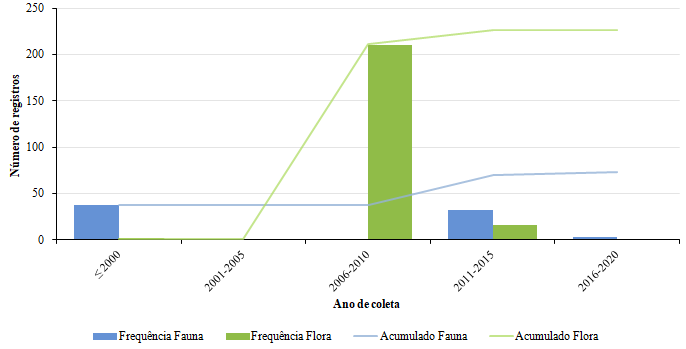 250
200
150
100
50
0
Número de registros
≤2000
2001-2005
2006-2010
2011-2015
2016-2020
Ano de coleta
Frequência Fauna
Frequência Flora
Acumulado Fauna
Acumulado Flora